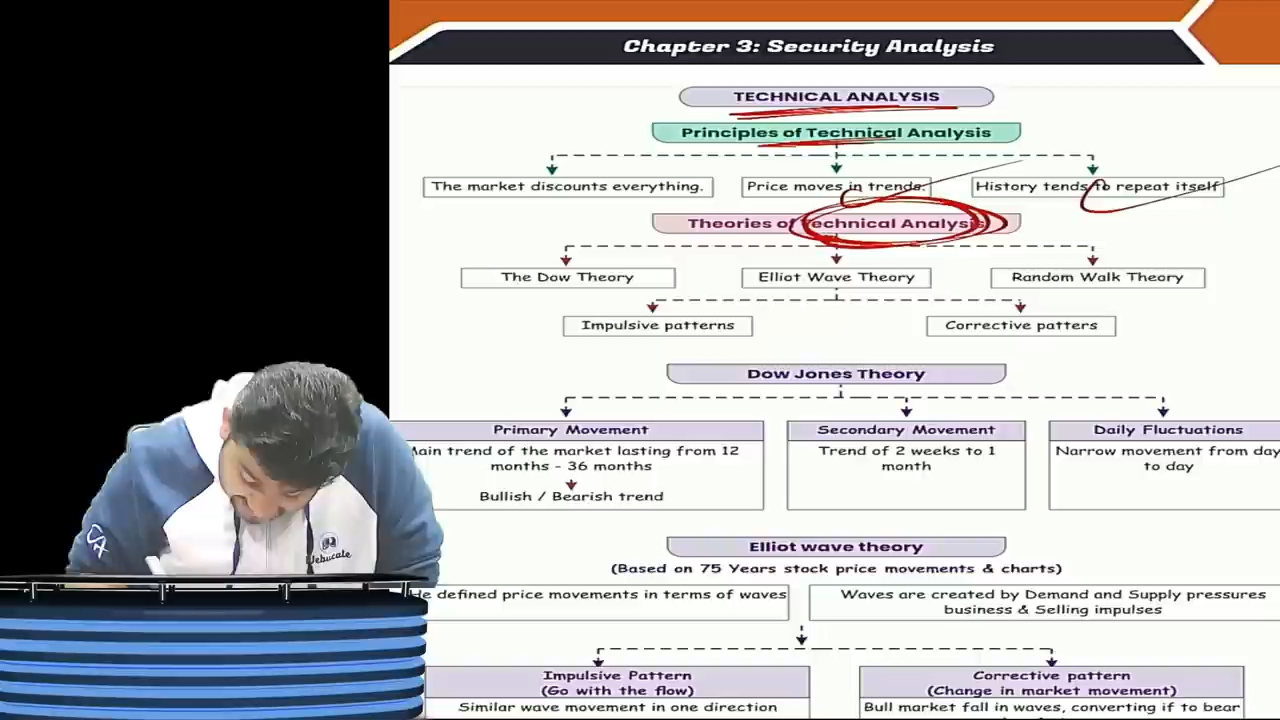 Chapter 3: Security Analysis
TECHNICAL ANALYSIS
Principles of Technical Analysis
The market discounts everything.
Price moves in trends.
History tends to repeat itself
Theories of Technical Analysis
The Dow Theory
Elliot Wave Theory
Random Walk Theory
Impulsive patterns
Corrective patters
Dow Jones Theory
Primary Movement
Main trend of the market lasting from 12
months - 36 months
Bullish / Bearish trend
Secondary Movement
Trend of 2 weeks to 1
month
Daily Fluctuations
Narrow movement from day
to day
Elliot wave theory
(Based on 75 Years stock price movements & charts)
He defined price movements in terms of waves
Waves are created by Demand and Supply pressures
business & Selling impulses
Impulsive Pattern
(Go with the flow)
Similar wave movement in one direction
Corrective pattern
(Change in market movement)
Bull market fall in waves, converting if to bear
CA
Webucate